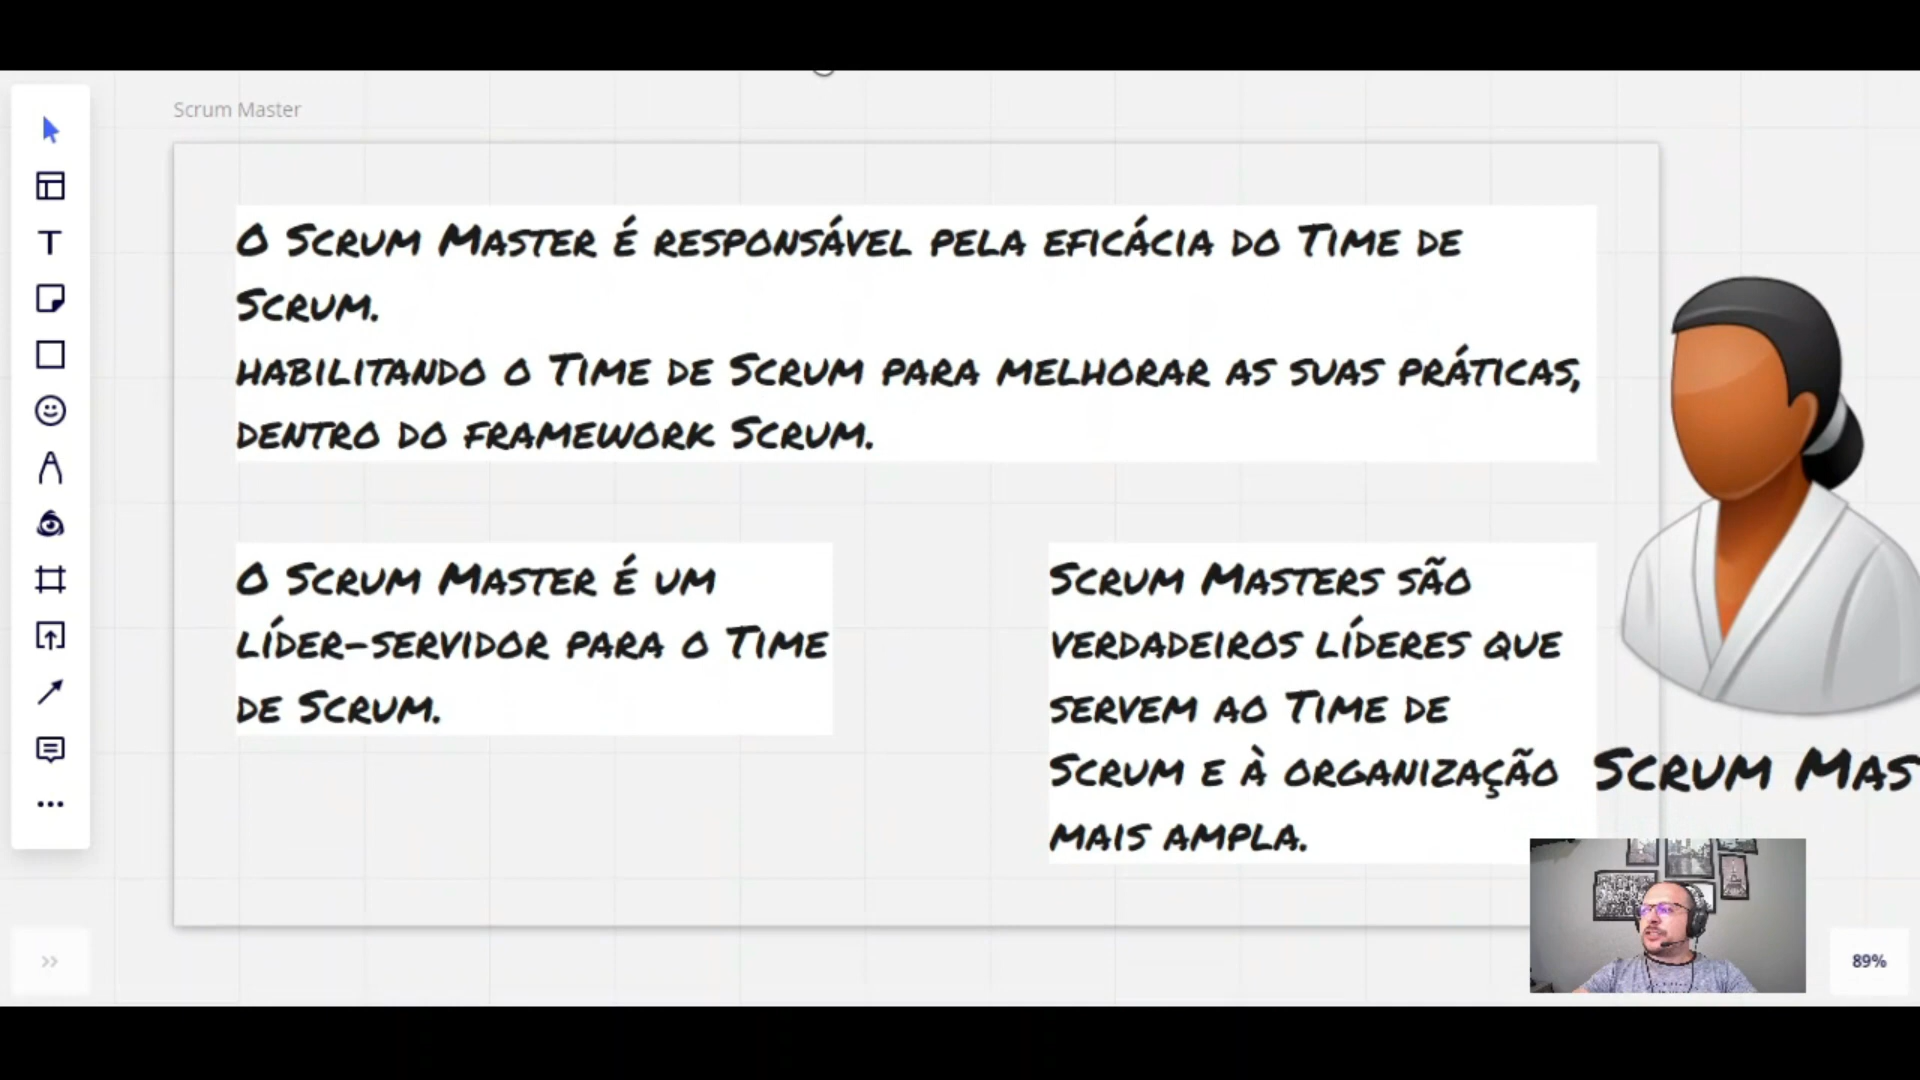 Scrum Master
O Scrum Master é responsável pela eficácia do Time de
Scrum.
habilitando o Time de Scrum para melhorar as suas práticas,
dentro do framework Scrum.
O Scrum Master é um
líder-servidor para o Time
de Scrum.
Scrum Masters são
verdadeiros líderes que
servem ao Time de
Scrum e à organização
mais ampla.
Scrum Mas
89%